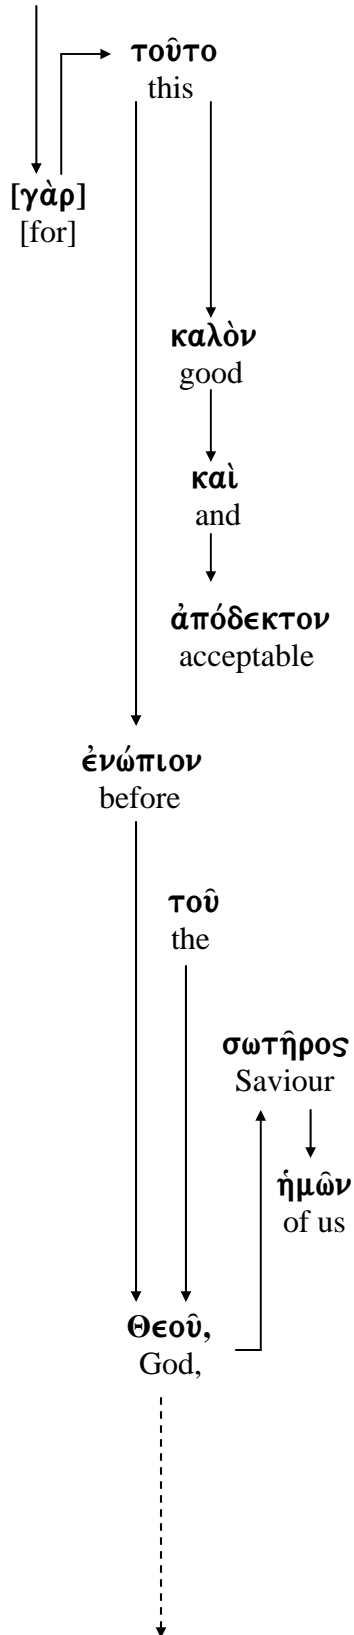 τοῦτο
this
[γὰρ]
[for]
καλὸν
good
καὶ
and
ἀπόδεκτον
acceptable
ἐνώπιον
before
τοῦ
the
σωτῆρος
Saviour
ἡμῶν
of us
Θεοῦ,
God,